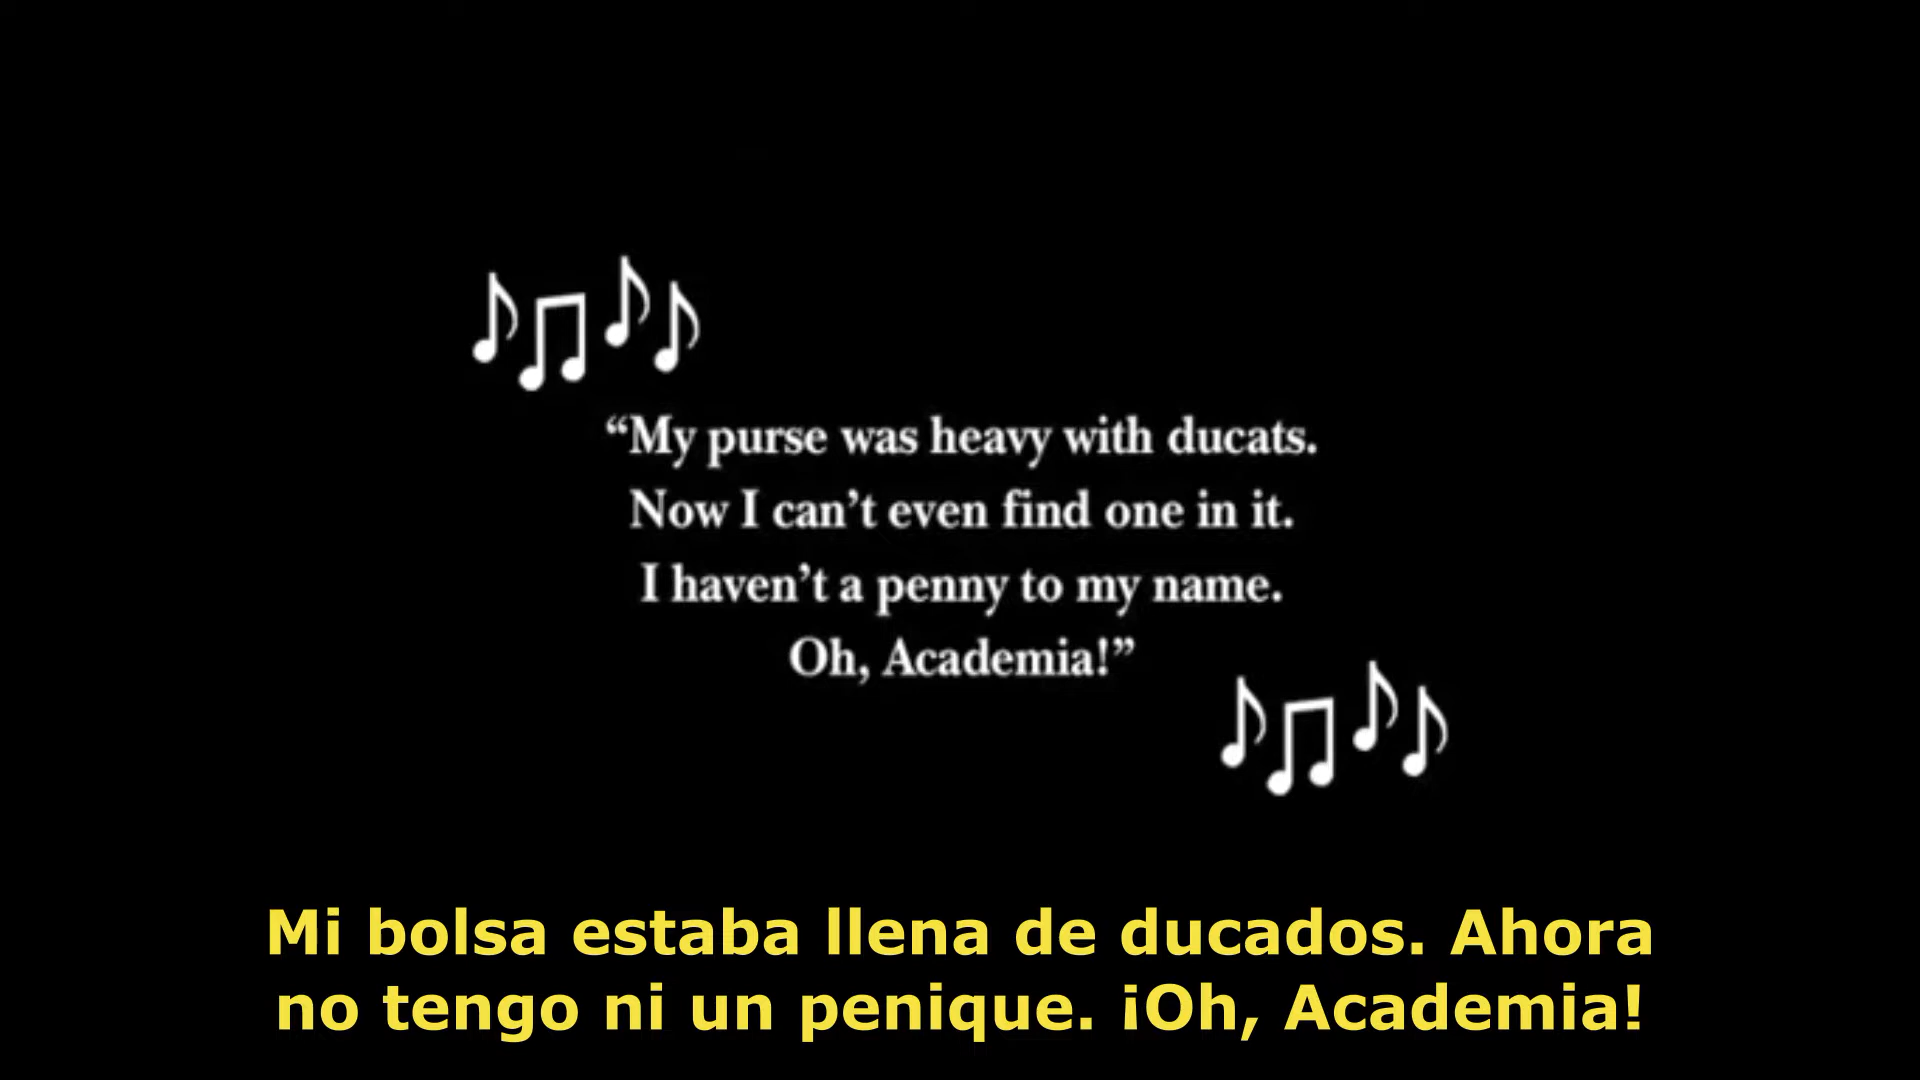 “My purse was heavy with ducats.
Now I can’t even find one in it.
I haven’t a penny to my name.
Oh, Academia!”
Mi bolsa estaba llena de ducados. Ahora
no tengo ni un penique. ¡Oh, Academia!